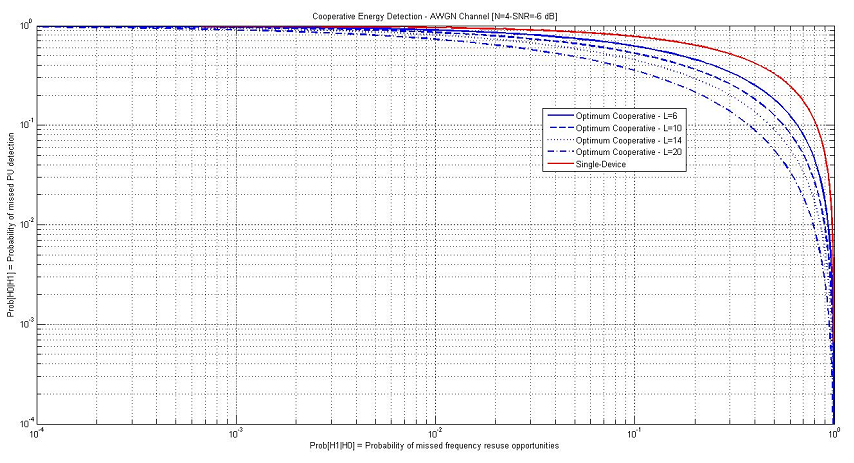 Cooperative Energy Detection - AWGN Channel [N=4-SNR=-6 dB]
10^0
10^-1
10^-2
10^-3
10^-4
Prob[H0|H1] = Probability of missed PU detection
Optimum Cooperative - L=6
Optimum Cooperative - L=10
Optimum Cooperative - L=14
Optimum Cooperative - L=20
Single-Device
10^-4 10^-3 10^-2 10^-1 10^0
Prob[H1|H0] = Probability of missed frequency resuse opportunities